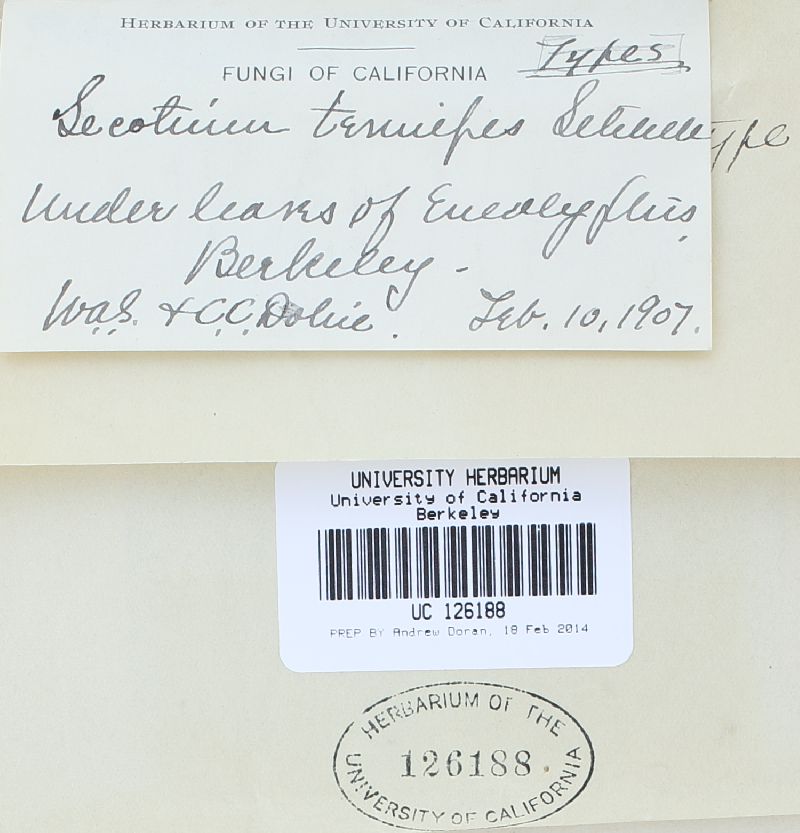 HERBARIUM OF THE UNIVERSITY OF CALIFORNIA
Types
FUNGI OF CALIFORNIA
Secotium tenuipes Setchell
Type
Under leaves of Eucalyptus,
Berkeley -
W.A.S. & C.C. Dobie. Feb. 10, 1907.
UNIVERSITY HERBARIUM
University of California
Berkeley
UC 126188
PREP BY Andrew Doran, 18 Feb 2014
HERBARIUM OF THE
126188.
UNIVERSITY OF CALIFORNIA